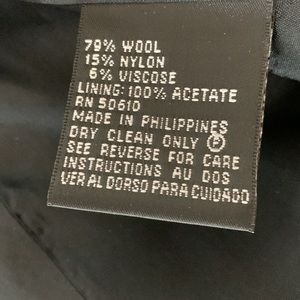 79% WOOL
15% NYLON
6% VISCOSE
LINING: 100% ACETATE
RN 50610
MADE IN PHILIPPINES
DRY CLEAN ONLY Ⓟ
SEE REVERSE FOR CARE
INSTRUCTIONS AU DOS
VER AL DORSO PARA CUIDADO